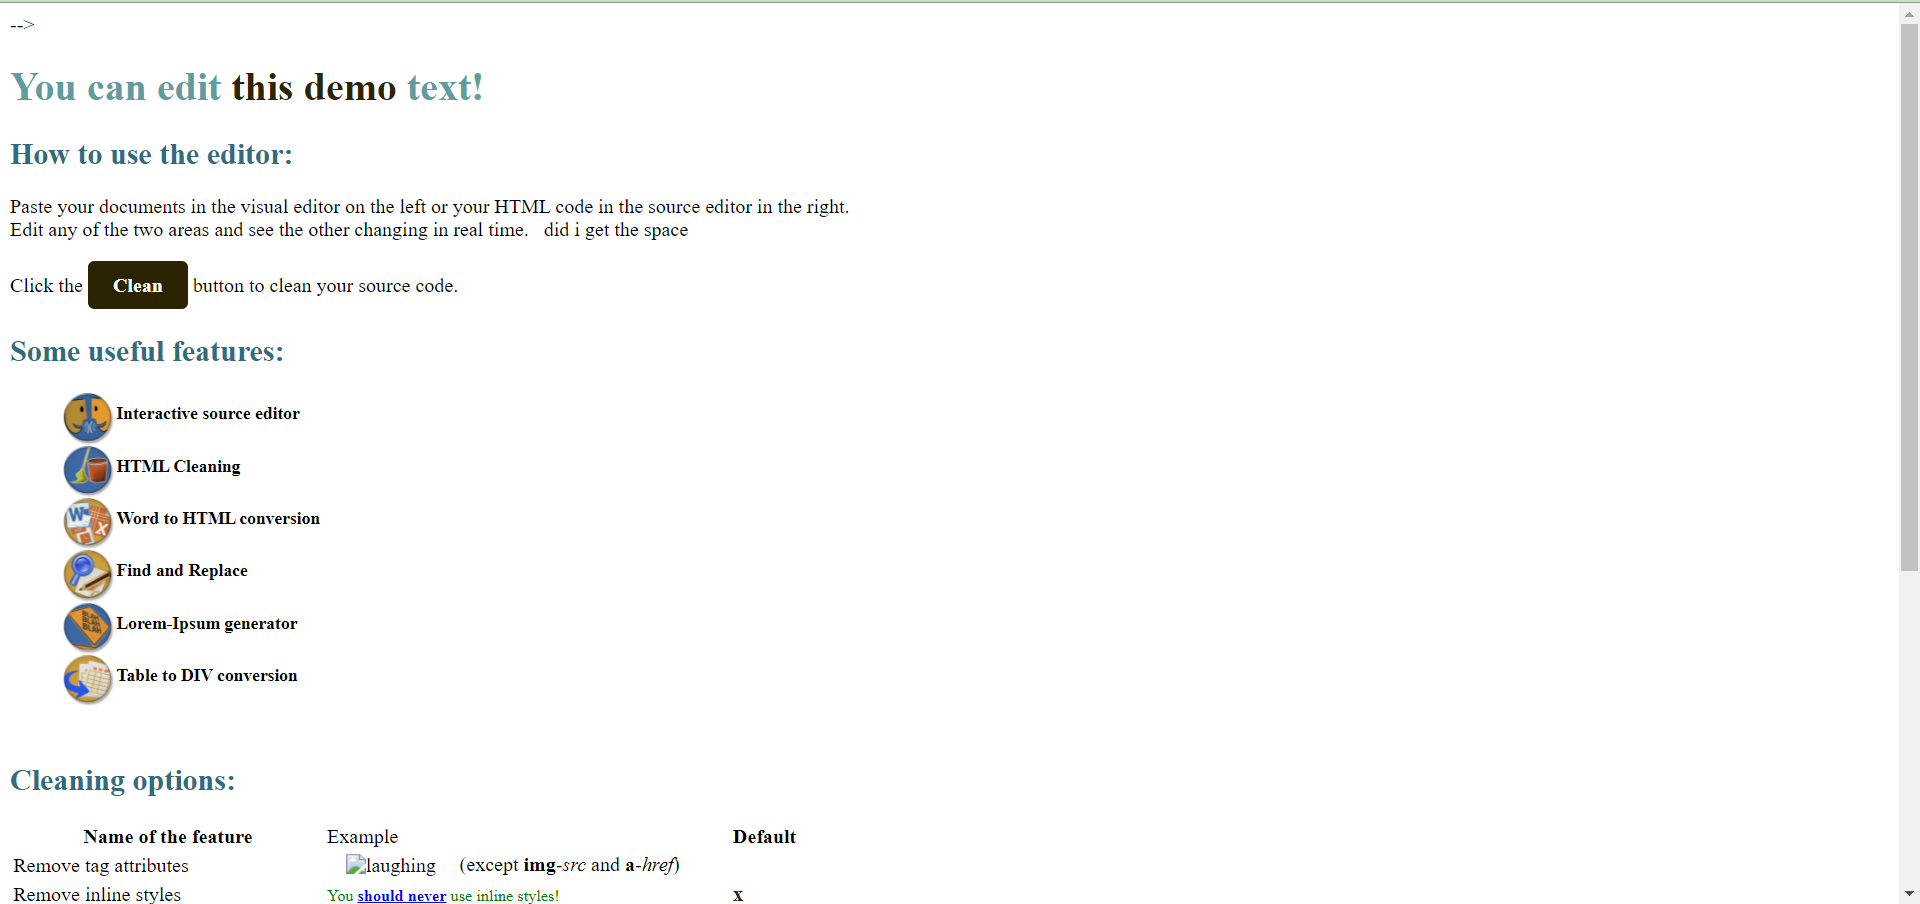 -->
You can edit this demo text!
How to use the editor:
Paste your documents in the visual editor on the left or your HTML code in the source editor in the right.
Edit any of the two areas and see the other changing in real time.   did i get the space
Click the Clean button to clean your source code.
Some useful features:
Interactive source editor
HTML Cleaning
Word to HTML conversion
Find and Replace
BLAH
BLAH
BLAH
Lorem-Ipsum generator
Table to DIV conversion
Cleaning options:
Name of the feature Example Default
Remove tag attributes laughing (except img-src and a-href)
Remove inline styles You should never use inline styles! x